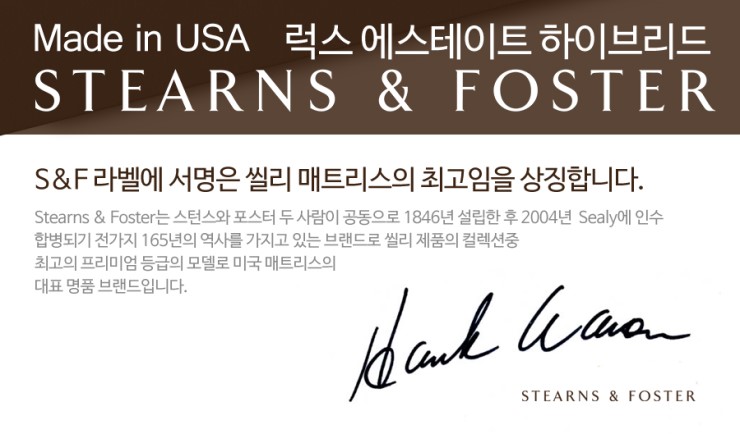 Made in USA 럭스 에스테이트 하이브리드
STEARNS & FOSTER
S&F 라벨에 서명은 씰리 매트리스의 최고임을 상징합니다.
Stearns & Foster는 스턴스와 포스터 두 사람이 공동으로 1846년 설립한 후 2004년 Sealy에 인수
합병되기 전가지 165년의 역사를 가지고 있는 브랜드로 씰리 제품의 컬렉션중
최고의 프리미엄 등급의 모델로 미국 매트리스의
대표 명품 브랜드입니다.
Hank Aaron
STEARNS & FOSTER